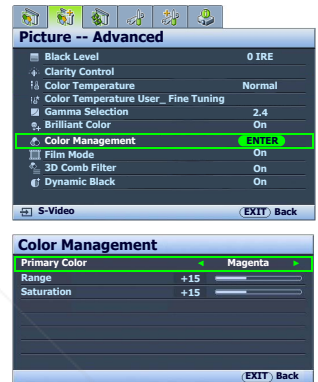 Picture -- Advanced
Black Level 0 IRE
Clarity Control
Color Temperature Normal
Color Temperature User_ Fine Tuning
Gamma Selection 2.4
Brilliant Color On
Color Management ENTER
Film Mode On
3D Comb Filter On
Dynamic Black On
S-Video EXIT Back
Color Management
Primary Color Magenta
Range +15
Saturation +15
EXIT Back